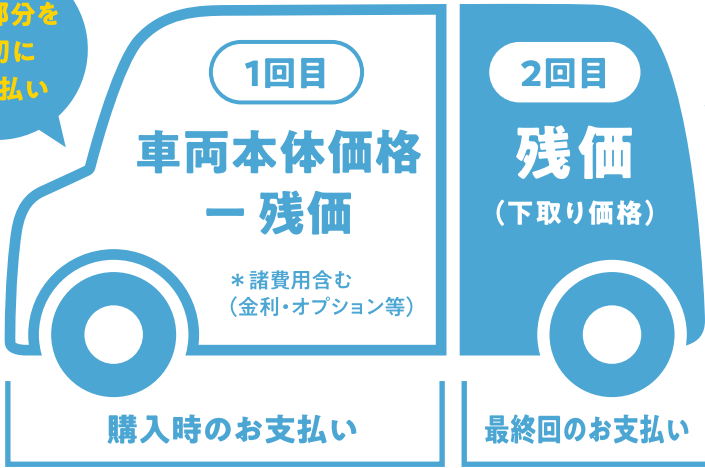 部分を
初に
払い
1回目
車両本体価格
ー 残価
＊諸費用含む
（金利・オプション等）
2回目
残価
（下取り価格）
購入時のお支払い
最終回のお支払い